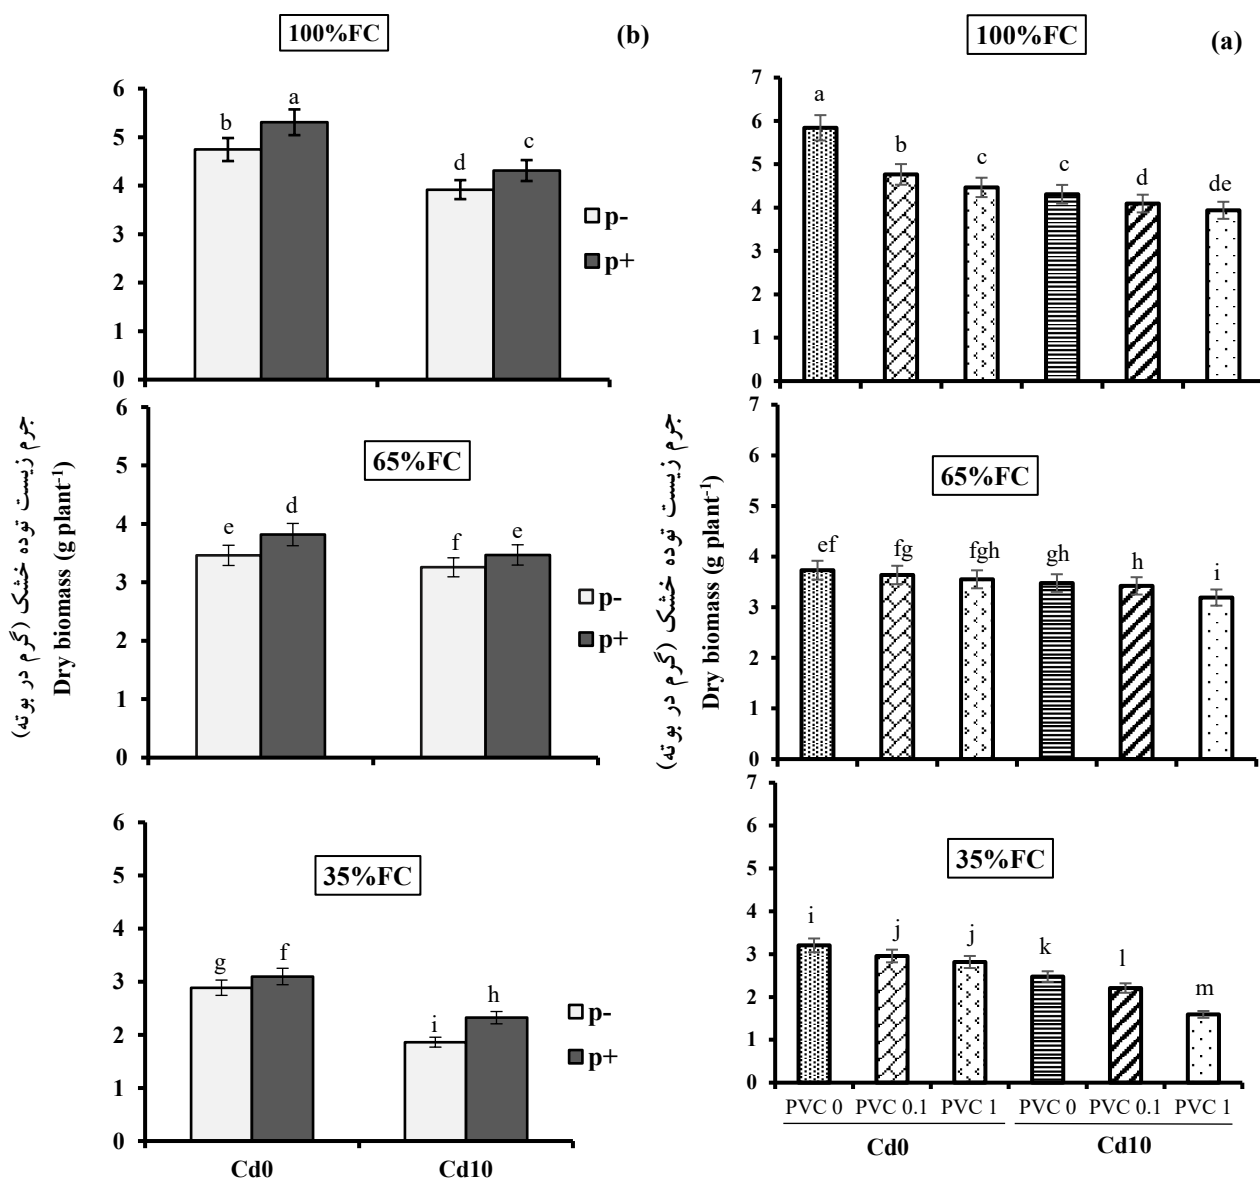 100%FC
(b)
6
5
4
3
2
1
0
b
a
d
c
p-
p+
65%FC
6
5
4
3
2
1
0
e
d
f
e
p-
p+
35%FC
6
5
4
3
2
1
0
g
f
i
h
p-
p+
Cd0
Cd10
جرم زیست توده خشک (گرم در بوته)
Dry biomass (g plant⁻¹)
100%FC
(a)
7
6
5
4
3
2
1
0
a
b
c
c
d
de
65%FC
7
6
5
4
3
2
1
0
ef
fg
fgh
gh
h
i
35%FC
7
6
5
4
3
2
1
0
i
j
j
k
l
m
PVC 0 PVC 0.1 PVC 1 PVC 0 PVC 0.1 PVC 1
Cd0
Cd10
جرم زیست توده خشک (گرم در بوته)
Dry biomass (g plant⁻¹)